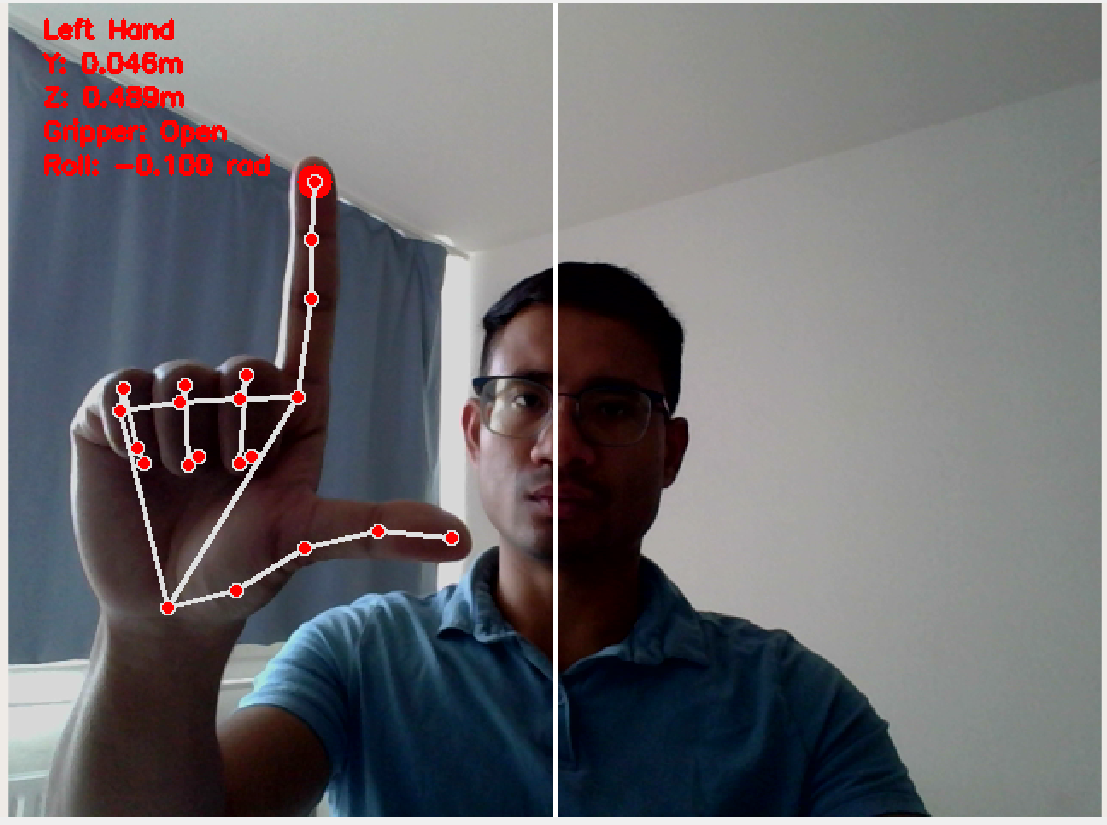 Left Hand
Y: 0.046m
Z: 0.489m
Gripper: Open
Roll: -0.100 rad